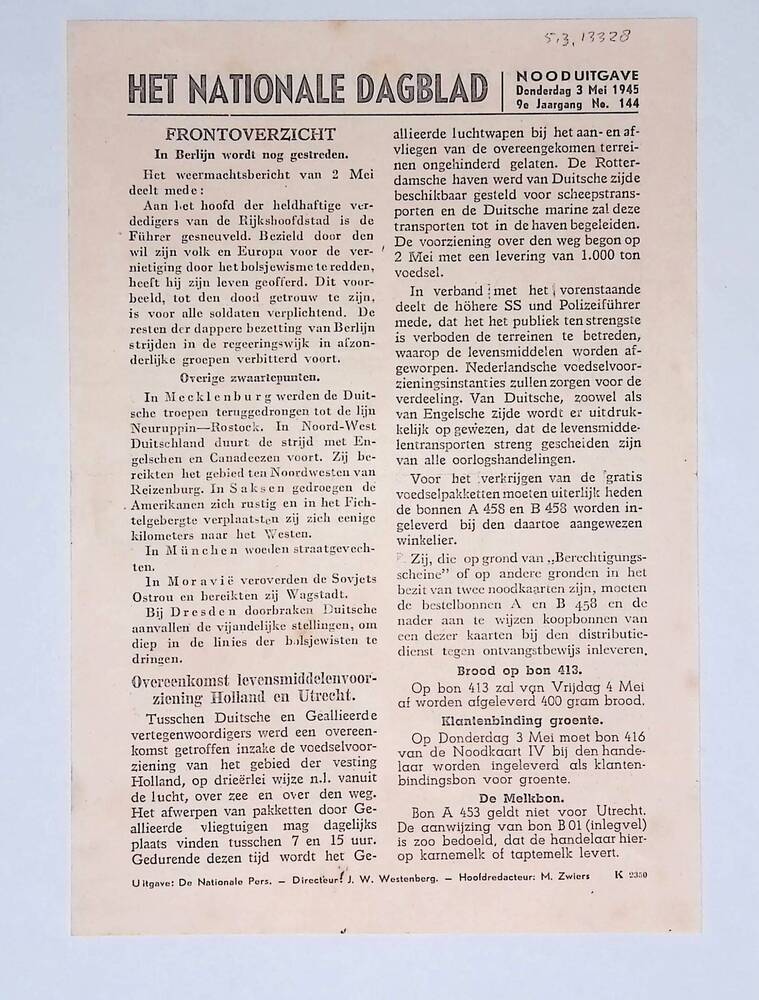 5,3, 13328
HET NATIONALE DAGBLAD
NOODUITGAVE
Donderdag 3 Mei 1945
9e Jaargang No. 144
FRONTOVERZICHT
In Berlijn wordt nog gestreden.
Het weermachtsbericht van 2 Mei
deelt mede:
Aan het hoofd der heldhaftige ver-
dedigers van de Rijkshoofdstad is de
Führer gesneuveld. Bezield door den
wil zijn volk en Europa voor de ver-
nietiging door het bolsjewisme te redden,
heeft hij zijn leven geofferd. Dit voor-
beeld, tot den dood getrouw te zijn,
is voor alle soldaten verplichtend. De
resten der dappere bezetting van Berlijn
strijden in de regeeringswijk in afzon-
derlijke groepen verbitterd voort.
Overige zwaartepunten.
In Mecklenburg werden de Duit-
sche troepen teruggedrongen tot de lijn
Neuruppin—Rostock. In Noord-West
Duitschland duurt de strijd met En-
gelschen en Canadeezen voort. Zij be-
reikten het gebied ten Noordwesten van
Reizenburg. In Saksen gedroegen de
Amerikanen zich rustig en in het Fich-
telgebergte verplaatsten zij zich eenige
kilometers naar het Westen.
In München woeden straatgevech-
ten.
In Moravië veroverden de Sovjets
Ostrou en bereikten zij Wagstadt.
Bij Dresden doorbraken Duitsche
aanvallen de vijandelijke stellingen, om
diep in de linies der bolsjewisten te
dringen.
Overeenkomst levensmiddelenvoor-
ziening Holland en Utrecht.
Tusschen Duitsche en Geallieerde
vertegenwoordigers werd een overeen-
komst getroffen inzake de voedselvoor-
ziening van het gebied der vesting
Holland, op drieërlei wijze n.l. vanuit
de lucht, over zee en over den weg.
Het afwerpen van pakketten door Ge-
allieerde vliegtuigen mag dagelijks
plaats vinden tusschen 7 en 15 uur.
Gedurende dezen tijd wordt het Ge-
allieerde luchtwapen bij het aan- en af-
vliegen van de overeengekomen terrei-
nen ongehinderd gelaten. De Rotter-
damsche haven werd van Duitsche zijde
beschikbaar gesteld voor scheepstrans-
porten en de Duitsche marine zal deze
transporten tot in de haven begeleiden.
De voorziening over den weg begon op
2 Mei met een levering van 1.000 ton
voedsel.
In verband met het vorenstaande
deelt de höhere SS und Polizeiführer
mede, dat het het publiek ten strengste
is verboden de terreinen te betreden,
waarop de levensmiddelen worden af-
geworpen. Nederlandsche voedselvoor-
zieningsinstanties zullen zorgen voor de
verdeeling. Van Duitsche, zoowel als
van Engelsche zijde wordt er uitdruk-
kelijk op gewezen, dat de levensmidde-
lentransporten streng gescheiden zijn
van alle oorlogshandelingen.
Voor het verkrijgen van de gratis
voedselpakketten moeten uiterlijk heden
de bonnen A 458 en B 458 worden in-
geleverd bij den daartoe aangewezen
winkelier.
Zij, die op grond van „Berechtigungs-
scheine” of op andere gronden in het
bezit van twee noodkaarten zijn, moeten
de bestelbonnen A en B 458 en de
nader aan te wijzen koopbonnen van
een dezer kaarten bij den distributie-
dienst tegen ontvangstbewijs inleveren.
Brood op bon 413.
Op bon 413 zal van Vrijdag 4 Mei
af worden afgeleverd 400 gram brood.
Klantenbinding groente.
Op Donderdag 3 Mei moet bon 416
van de Noodkaart IV bij den hande-
laar worden ingeleverd als klanten-
bindingsbon voor groente.
De Melkbon.
Bon A 453 geldt niet voor Utrecht.
De aanwijzing van bon B 01 (inlegvel)
is zoo bedoeld, dat de handelaar hier-
op karnemelk of taptemelk levert.
Uitgave: De Nationale Pers. — Directeur: J. W. Westenberg. — Hoofdredacteur: M. Zwiers K 2350